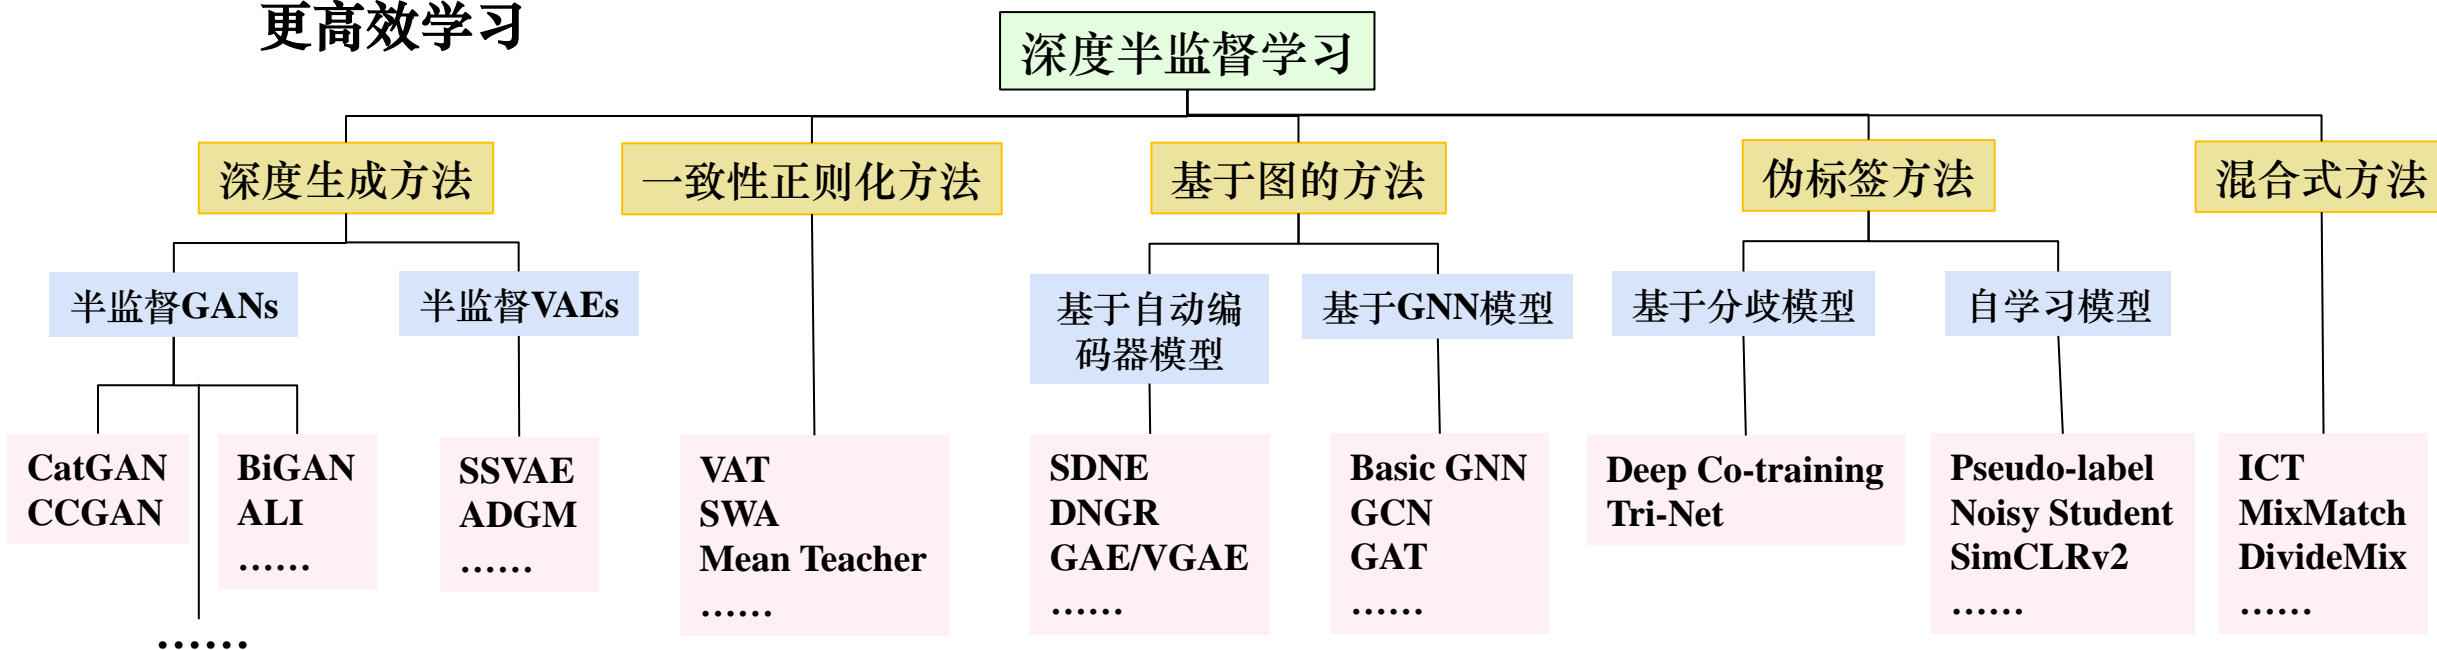 更高效学习
深度半监督学习
深度生成方法
一致性正则化方法
基于图的方法
伪标签方法
混合式方法
半监督GANs
半监督VAEs
基于自动编
码器模型
基于GNN模型
基于分歧模型
自学习模型
CatGAN
CCGAN
BiGAN
ALI
……
……
SSVAE
ADGM
……
VAT
SWA
Mean Teacher
……
SDNE
DNGR
GAE/VGAE
……
Basic GNN
GCN
GAT
……
Deep Co-training
Tri-Net
Pseudo-label
Noisy Student
SimCLRv2
……
ICT
MixMatch
DivideMix
……